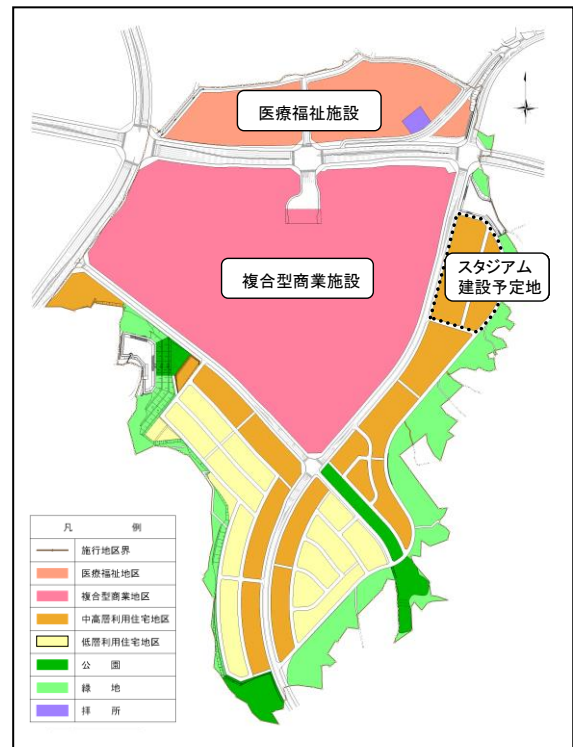 医療福祉施設
複合型商業施設
スタジアム
建設予定地
凡 例
施行地区界
医療福祉地区
複合型商業地区
中高層利用住宅地区
低層利用住宅地区
公 園
緑 地
拝 所